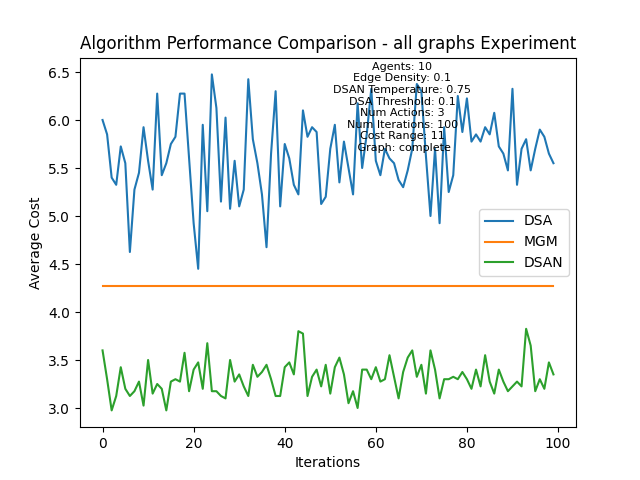 Algorithm Performance Comparison - all graphs Experiment
Agents: 10
Edge Density: 0.1
DSAN Temperature: 0.75
DSA Threshold: 0.1
Num Actions: 3
Num Iterations: 100
Cost Range: 11
Graph: complete
6.5
6.0
5.5
5.0
4.5
4.0
3.5
3.0
Average Cost
DSA
MGM
DSAN
0
20
40
60
80
100
Iterations